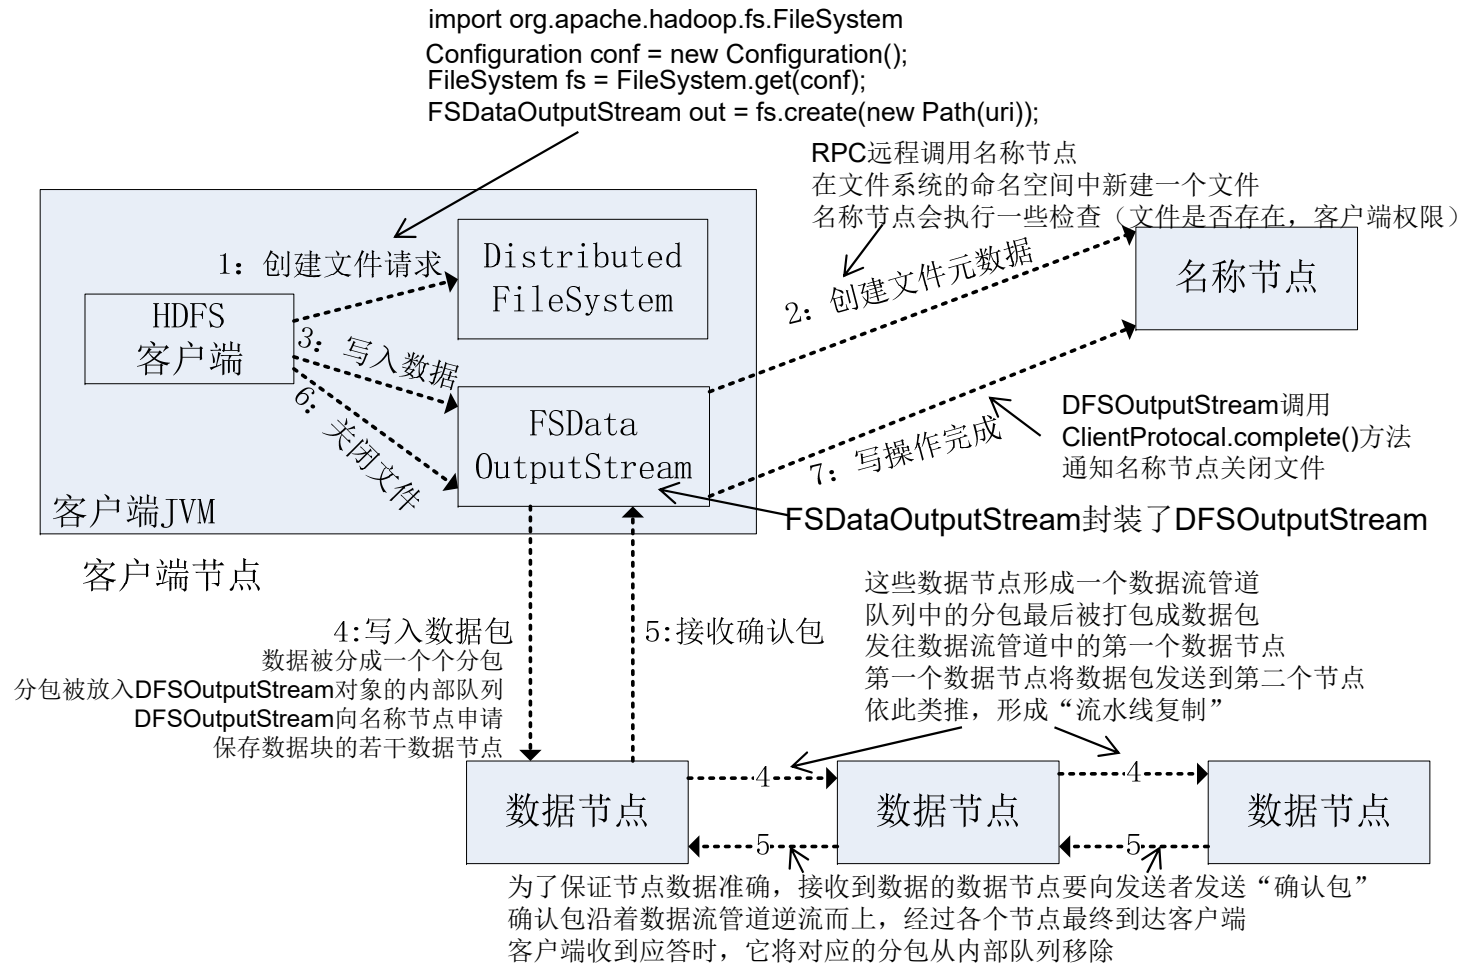 import org.apache.hadoop.fs.FileSystem
Configuration conf = new Configuration();
FileSystem fs = FileSystem.get(conf);
FSDataOutputStream out = fs.create(new Path(uri));
RPC远程调用名称节点
在文件系统的命名空间中新建一个文件
名称节点会执行一些检查（文件是否存在，客户端权限）
1：创建文件请求
Distributed
FileSystem
HDFS
客户端
2：创建文件元数据
名称节点
3：写入数据
6：关闭文件
FSData
OutputStream
7：写操作完成
DFSOutputStream调用
ClientProtocal.complete()方法
通知名称节点关闭文件
客户端JVM
FSDataOutputStream封装了DFSOutputStream
客户端节点
4:写入数据包
数据被分成一个个分包
分包被放入DFSOutputStream对象的内部队列
DFSOutputStream向名称节点申请
保存数据块的若干数据节点
5:接收确认包
这些数据节点形成一个数据流管道
队列中的分包最后被打包成数据包
发往数据流管道中的第一个数据节点
第一个数据节点将数据包发送到第二个节点
依此类推，形成“流水线复制”
数据节点
4
数据节点
4
数据节点
5
5
为了保证节点数据准确，接收到数据的数据节点要向发送者发送“确认包”
确认包沿着数据流管道逆流而上，经过各个节点最终到达客户端
客户端收到应答时，它将对应的分包从内部队列移除